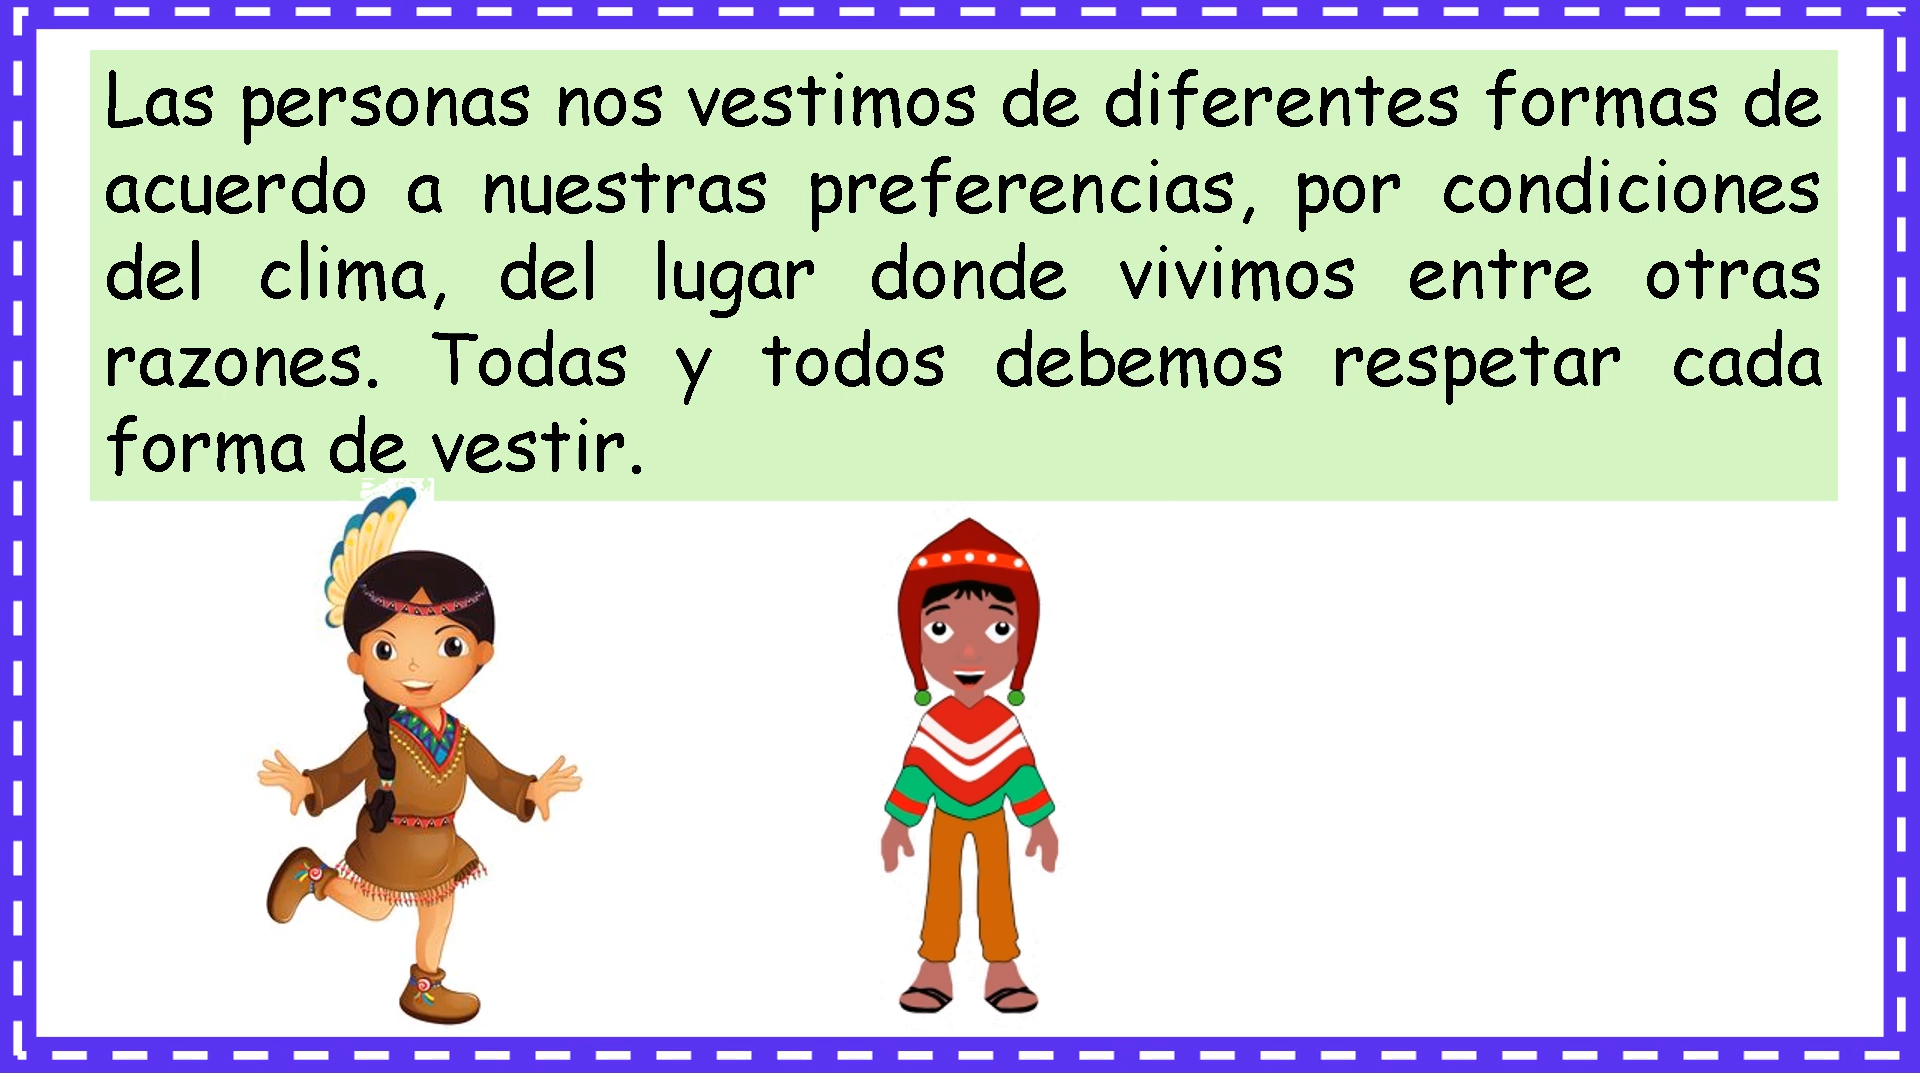 Las personas nos vestimos de diferentes formas de
acuerdo a nuestras preferencias, por condiciones
del clima, del lugar donde vivimos entre otras
razones. Todas y todos debemos respetar cada
forma de vestir.